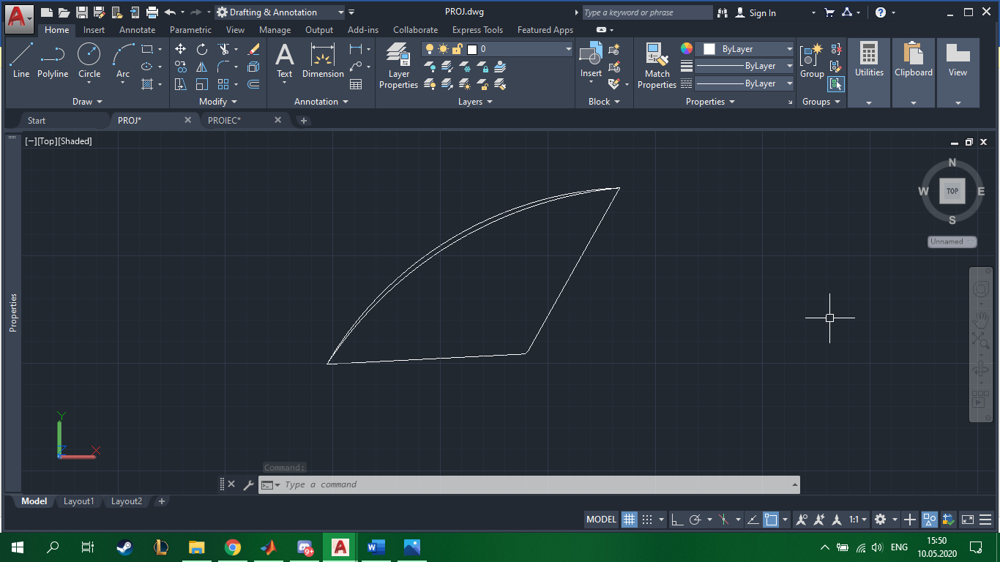 A
Drafting & Annotation
PROJ.dwg
Type a keyword or phrase
Sign In
Home Insert Annotate Parametric View Manage Output Add-ins Collaborate Express Tools Featured Apps
Line Polyline Circle Arc
Draw
Modify
A
Text Dimension
Annotation
Layer Properties
0
Layers
Insert
Block
Match Properties
ByLayer
ByLayer
ByLayer
Properties
Group
Groups
Utilities
Clipboard
View
Start PROJ* PROIEC*
[−][Top][Shaded]
N
W TOP E
S
Unnamed
Properties
Y
X
Command:
Type a command
Model Layout1 Layout2
MODEL 1:1
9+
A
W
ENG
15:50
10.05.2020